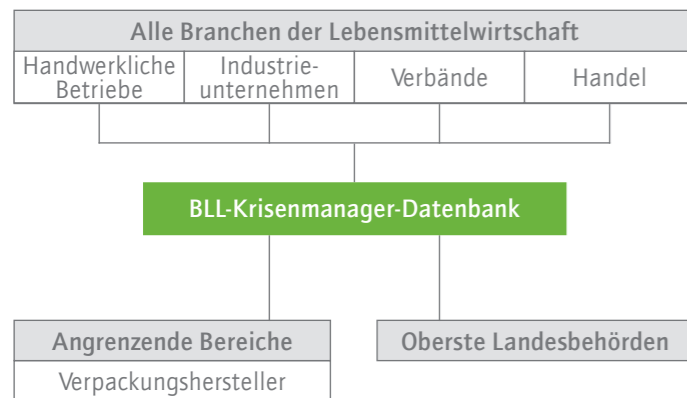 Alle Branchen der Lebensmittelwirtschaft
Handwerkliche
Betriebe
Industrie-
unternehmen
Verbände
Handel
BLL-Krisenmanager-Datenbank
Angrenzende Bereiche
Verpackungshersteller
Oberste Landesbehörden